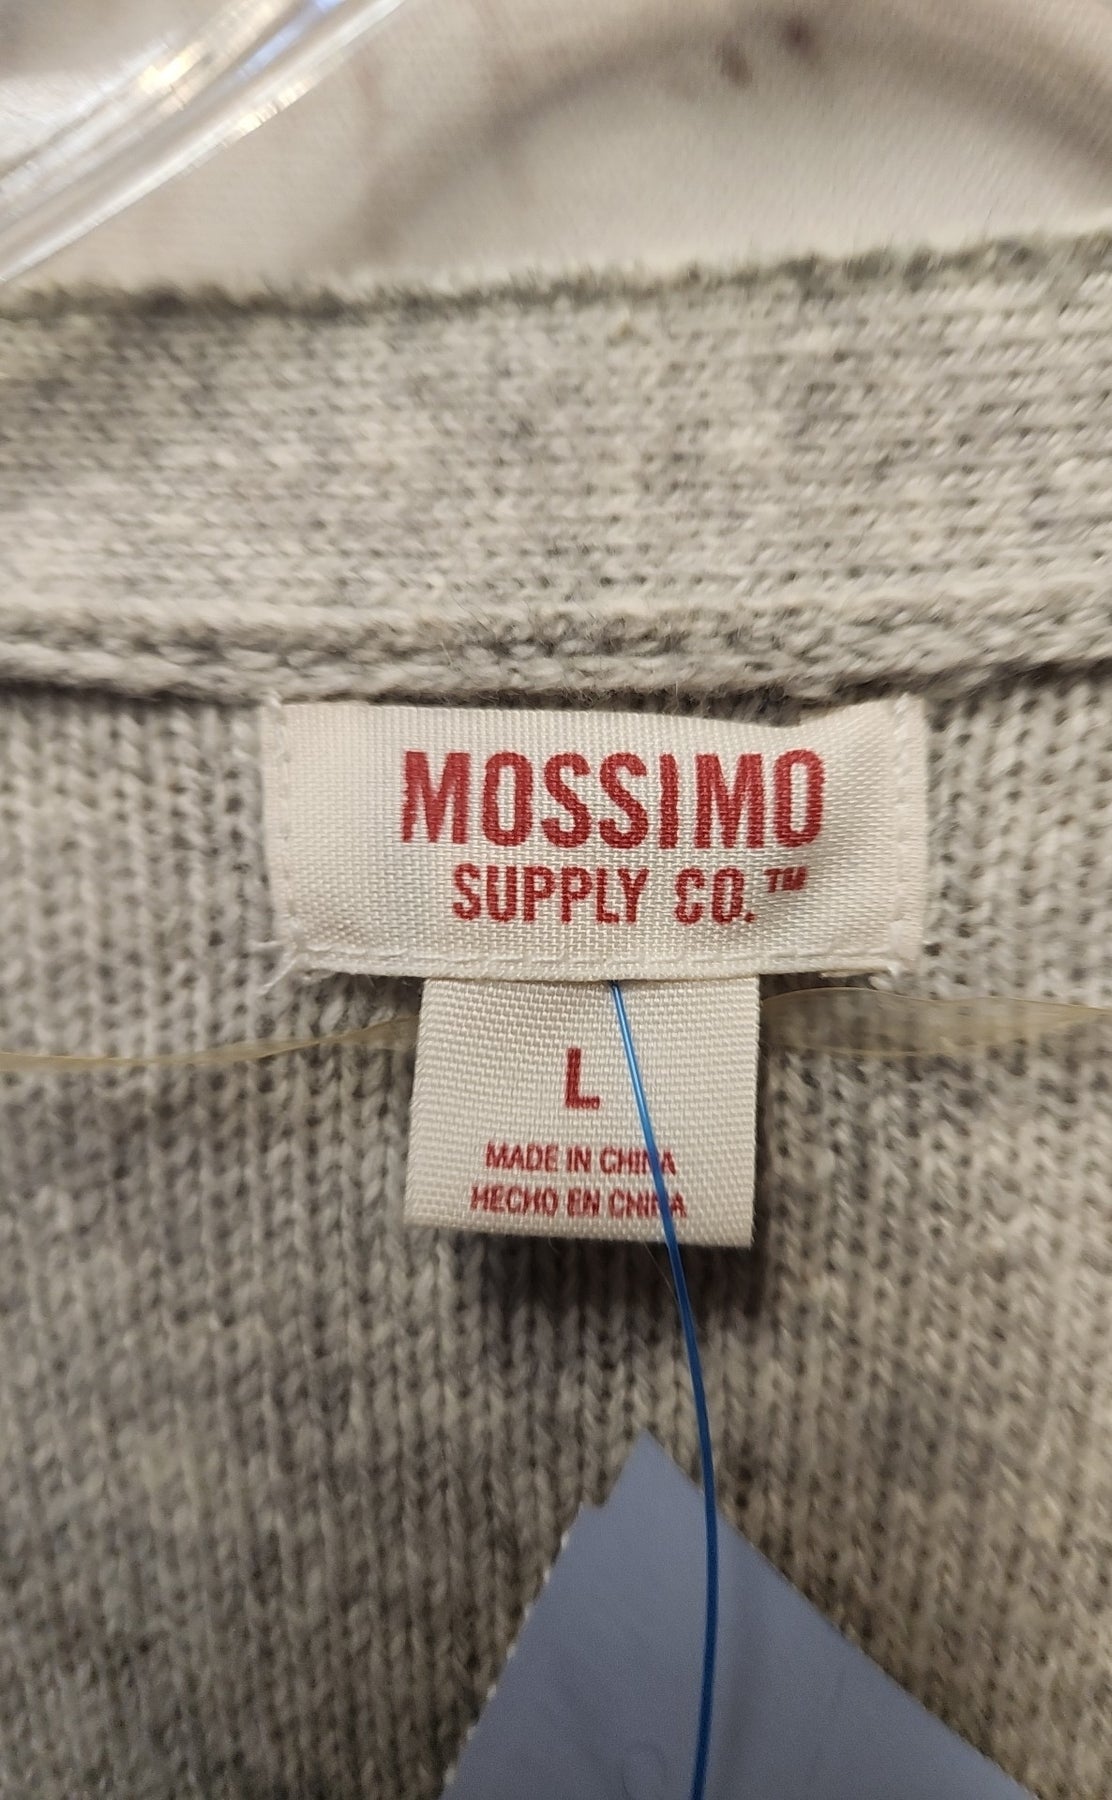 MOSSIMO
SUPPLY CO.™
L
MADE IN CHINA
HECHO EN CHINA